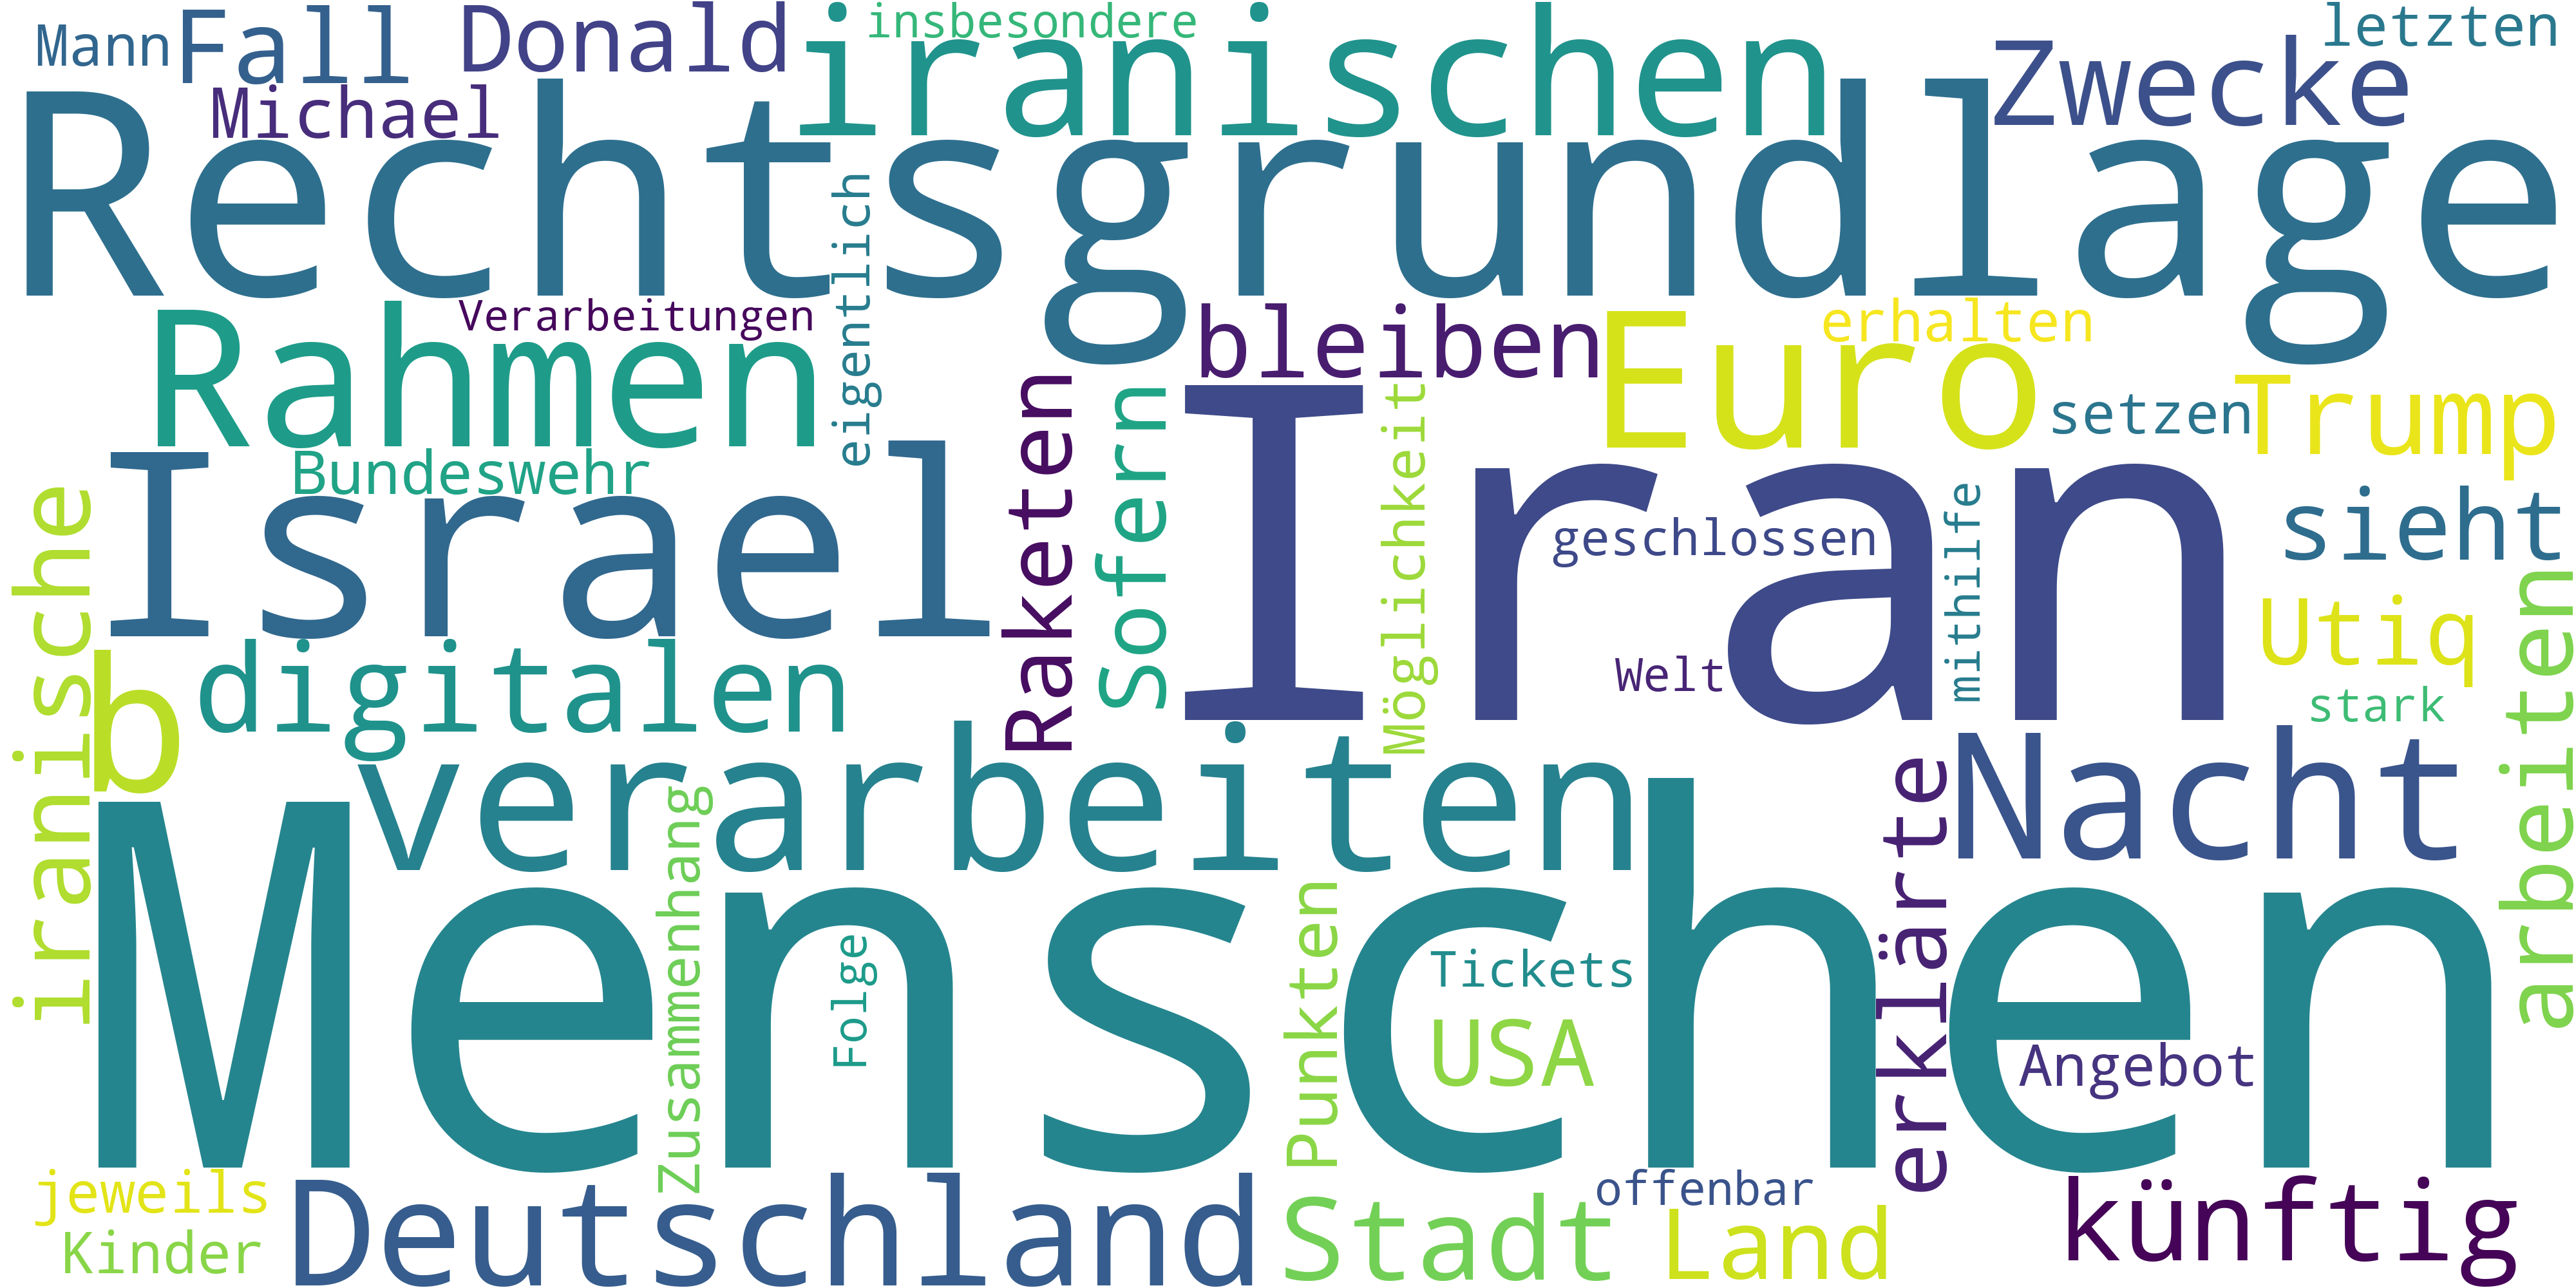 Mann
Fall
Donald
insbesondere
iranischen
Zwecke
letzten
Michael
Rechtsgrundlage
Verarbeitungen
eigentlich
Rahmen
bleiben
Euro
erhalten
setzen
Trump
Bundeswehr
Raketen
Sofern
Möglichkeit
Israel
Iran
geschlossen
mithilfe
sieht
iranische
Welt
Utiq
stark
b
digitalen
verarbeiten
Nacht
arbeiten
Zusammenhang
Menschen
Folge
Punkten
Tickets
USA
erklärte
Angebot
jeweils
Kinder
Deutschland
Stadt
offenbar
Land
künftig